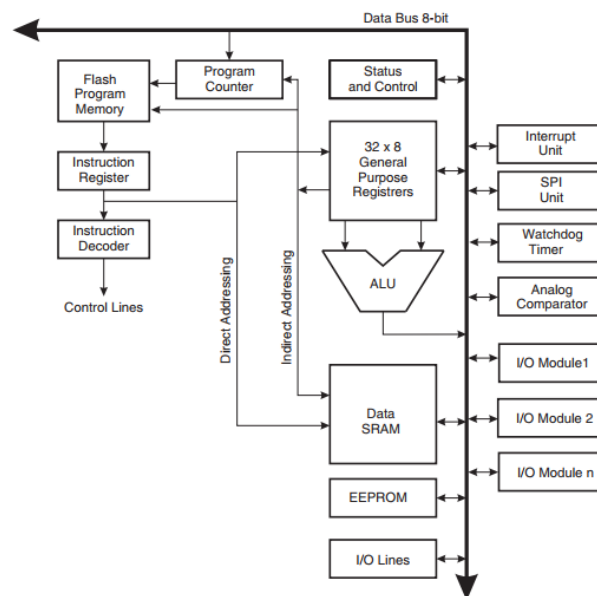 Data Bus 8-bit
Flash
Program
Memory
Program
Counter
Status
and Control
Instruction
Register
32 x 8
General
Purpose
Registrers
Interrupt
Unit
SPI
Unit
Instruction
Decoder
Watchdog
Timer
Control Lines
Direct Addressing
Indirect Addressing
ALU
Analog
Comparator
I/O Module1
Data
SRAM
I/O Module 2
I/O Module n
EEPROM
I/O Lines